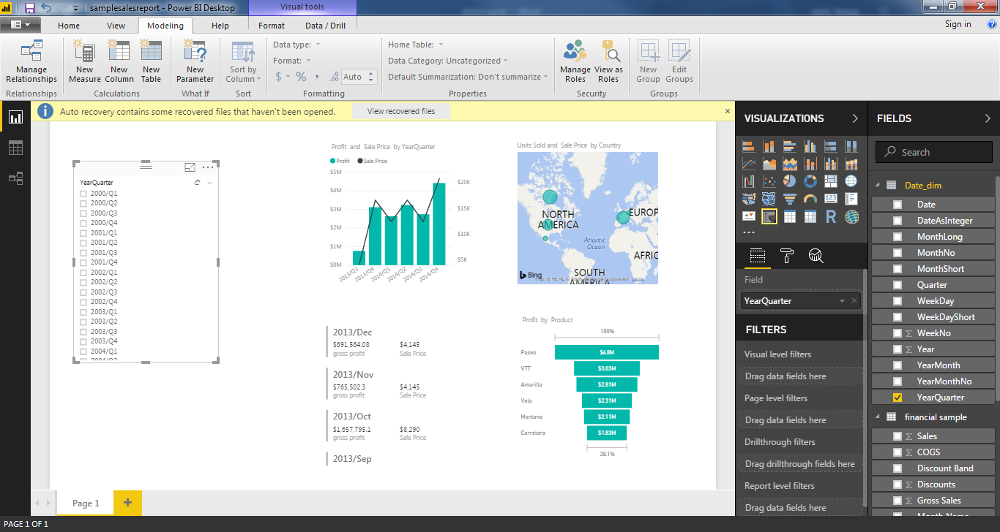 samplesalesreport - Power BI Desktop
Visual tools
Home View Modeling Help Format Data / Drill
Sign in
Manage Relationships
Relationships
New Measure
New Column
New Table
Calculations
New Parameter
What If
Sort by Column
Sort
Data type:
Format:
$ % , .00 Auto
Formatting
Home Table:
Data Category: Uncategorized
Default Summarization: Don't summarize
Properties
Manage Roles
View as Roles
Security
New Group
Edit Groups
Groups
Auto recovery contains some recovered files that haven't been opened.
View recovered files
YearQuarter
2000/Q1
2000/Q2
2000/Q3
2000/Q4
2001/Q1
2001/Q2
2001/Q3
2001/Q4
2002/Q1
2002/Q2
2002/Q3
2002/Q4
2003/Q1
2003/Q2
2003/Q3
2003/Q4
2004/Q1
2004/Q2
Profit and Sale Price by YearQuarter
Profit Sale Price
$5M
$4M
$3M
$2M
$1M
$0M
$20K
$15K
$10K
$5K
2013/Q3
2013/Q4
2014/Q1
2014/Q2
2014/Q3
2014/Q4
Units Sold and Sale Price by Country
NORTH AMERICA
EUROP
Atlantic Ocean
AFRIC
SOUTH AMERICA
Bing
2013/Dec
$691,564.08 $4,145
gross profit Sale Price
2013/Nov
$765,502.3 $4,145
gross profit Sale Price
2013/Oct
$1,657,795.1 $8,290
gross profit Sale Price
2013/Sep
Profit by Product
100%
Paseo $4.8M
VTT $3.03M
Amarilla $2.81M
Velo $2.31M
Montana $2.11M
Carretera $1.83M
38.1%
VISUALIZATIONS
123
R
Field
YearQuarter
FILTERS
Visual level filters
Drag data fields here
Page level filters
Drag data fields here
Drillthrough filters
Drag drillthrough fields here
Report level filters
Drag data fields here
FIELDS
Search
Date_dim
Date
DateAsInteger
MonthLong
MonthNo
MonthShort
Quarter
WeekDay
WeekDayShort
WeekNo
Year
YearMonth
YearMonthNo
YearQuarter
financial sample
Sales
COGS
Discount Band
Discounts
Gross Sales
Month Name
Page 1
PAGE 1 OF 1